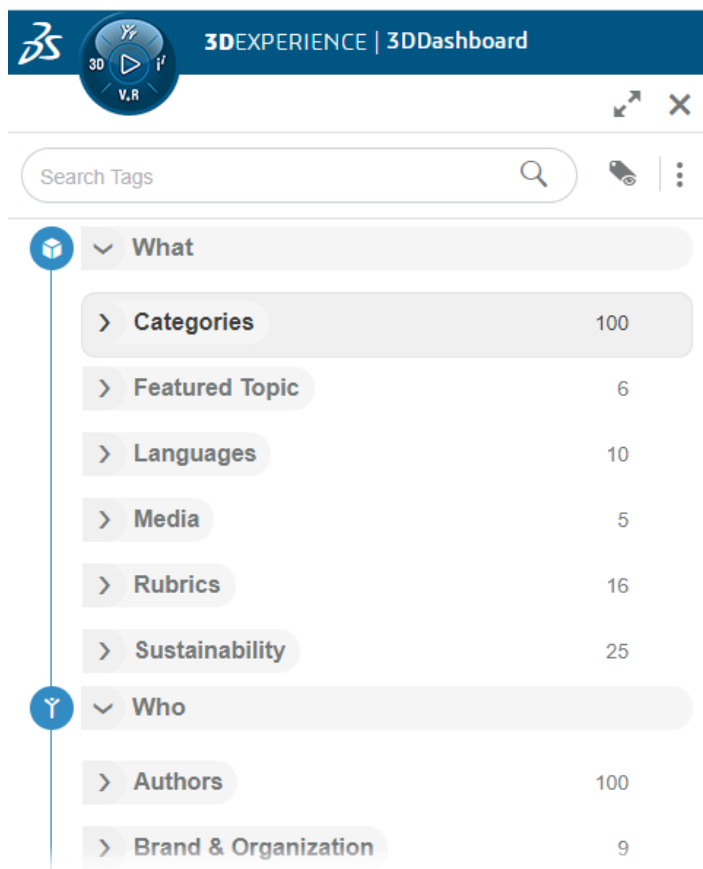 3DEXPERIENCE | 3DDashboard
3D
V.R
Search Tags
What
Categories 100
Featured Topic 6
Languages 10
Media 5
Rubrics 16
Sustainability 25
Who
Authors 100
Brand & Organization 9